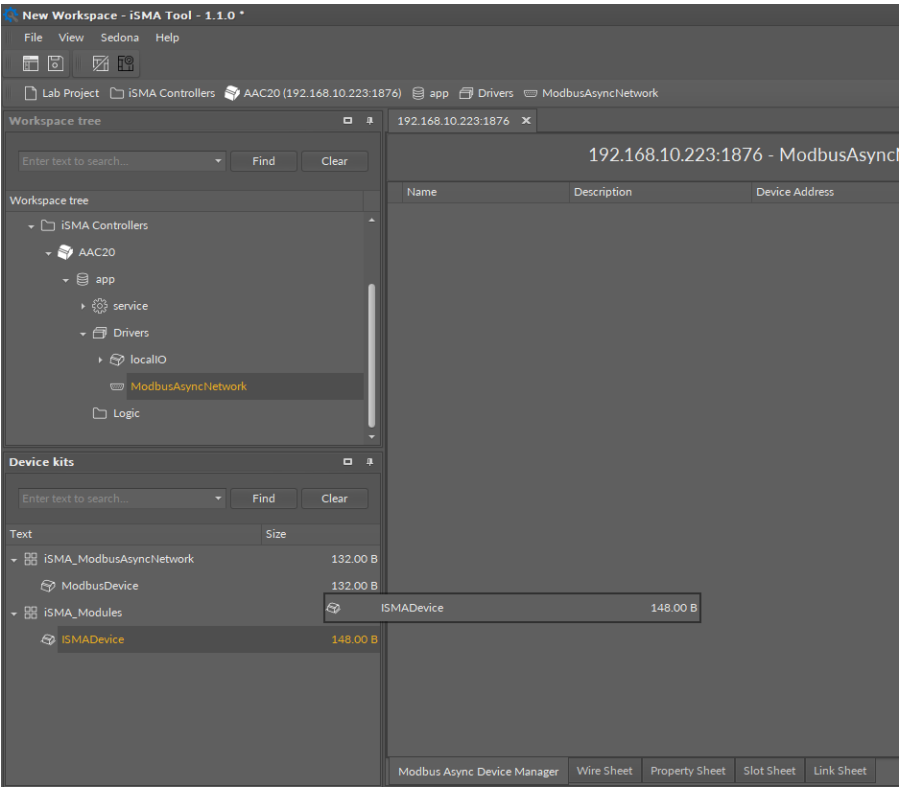 New Workspace - iSMA Tool - 1.1.0 *
File View Sedona Help
Lab Project iSMA Controllers AAC20 (192.168.10.223:1876) app Drivers ModbusAsyncNetwork
Workspace tree
192.168.10.223:1876 x
Enter text to search... Find Clear
192.168.10.223:1876 - ModbusAsyncN
Name Description Device Address
Workspace tree
iSMA Controllers
AAC20
app
service
Drivers
localIO
ModbusAsyncNetwork
Logic
Device kits
Enter text to search... Find Clear
Text Size
iSMA_ModbusAsyncNetwork 132.00 B
ModbusDevice 132.00 B
ISMADevice 148.00 B
iSMA_Modules
ISMADevice 148.00 B
Modbus Async Device Manager Wire Sheet Property Sheet Slot Sheet Link Sheet